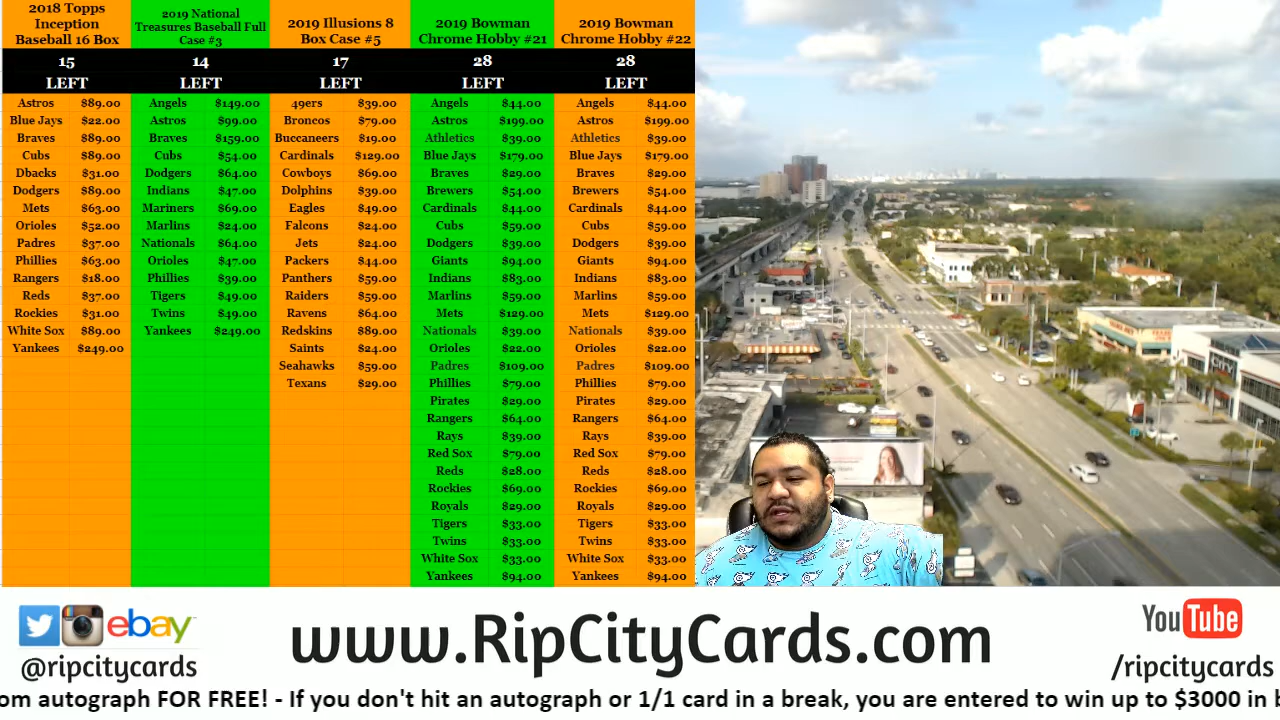 2018 Topps
Inception
Baseball 16 Box
15
LEFT
Astros $89.00
Blue Jays $22.00
Braves $89.00
Cubs $89.00
Dbacks $31.00
Dodgers $89.00
Mets $63.00
Orioles $52.00
Padres $37.00
Phillies $63.00
Rangers $18.00
Reds $37.00
Rockies $31.00
White Sox $89.00
Yankees $249.00
2019 National
Treasures Baseball Full
Case #3
14
LEFT
Angels $149.00
Astros $99.00
Braves $159.00
Cubs $54.00
Dodgers $64.00
Indians $47.00
Mariners $69.00
Marlins $24.00
Nationals $64.00
Orioles $47.00
Phillies $39.00
Tigers $49.00
Twins $49.00
Yankees $249.00
2019 Illusions 8
Box Case #5
17
LEFT
49ers $39.00
Broncos $79.00
Buccaneers $19.00
Cardinals $129.00
Cowboys $69.00
Dolphins $39.00
Eagles $49.00
Falcons $24.00
Jets $24.00
Packers $44.00
Panthers $59.00
Raiders $59.00
Ravens $64.00
Redskins $89.00
Saints $24.00
Seahawks $59.00
Texans $29.00
2019 Bowman
Chrome Hobby #21
28
LEFT
Angels $44.00
Astros $199.00
Athletics $39.00
Blue Jays $179.00
Braves $29.00
Brewers $54.00
Cardinals $44.00
Cubs $59.00
Dodgers $39.00
Giants $94.00
Indians $83.00
Marlins $59.00
Mets $129.00
Nationals $39.00
Orioles $22.00
Padres $109.00
Phillies $79.00
Pirates $29.00
Rangers $64.00
Rays $39.00
Red Sox $79.00
Reds $28.00
Rockies $69.00
Royals $29.00
Tigers $33.00
Twins $33.00
White Sox $33.00
Yankees $94.00
2019 Bowman
Chrome Hobby #22
28
LEFT
Angels $44.00
Astros $199.00
Athletics $39.00
Blue Jays $179.00
Braves $29.00
Brewers $54.00
Cardinals $44.00
Cubs $59.00
Dodgers $39.00
Giants $94.00
Indians $83.00
Marlins $59.00
Mets $129.00
Nationals $39.00
Orioles $22.00
Padres $109.00
Phillies $79.00
Pirates $29.00
Rangers $64.00
Rays $39.00
Red Sox $79.00
Reds $28.00
Rockies $69.00
Royals $29.00
Tigers $33.00
Twins $33.00
White Sox $33.00
Yankees $94.00
ebay
@ripcitycards
www.RipCityCards.com
YouTube
/ripcitycards
om autograph FOR FREE! - If you don't hit an autograph or 1/1 card in a break, you are entered to win up to $3000 in b